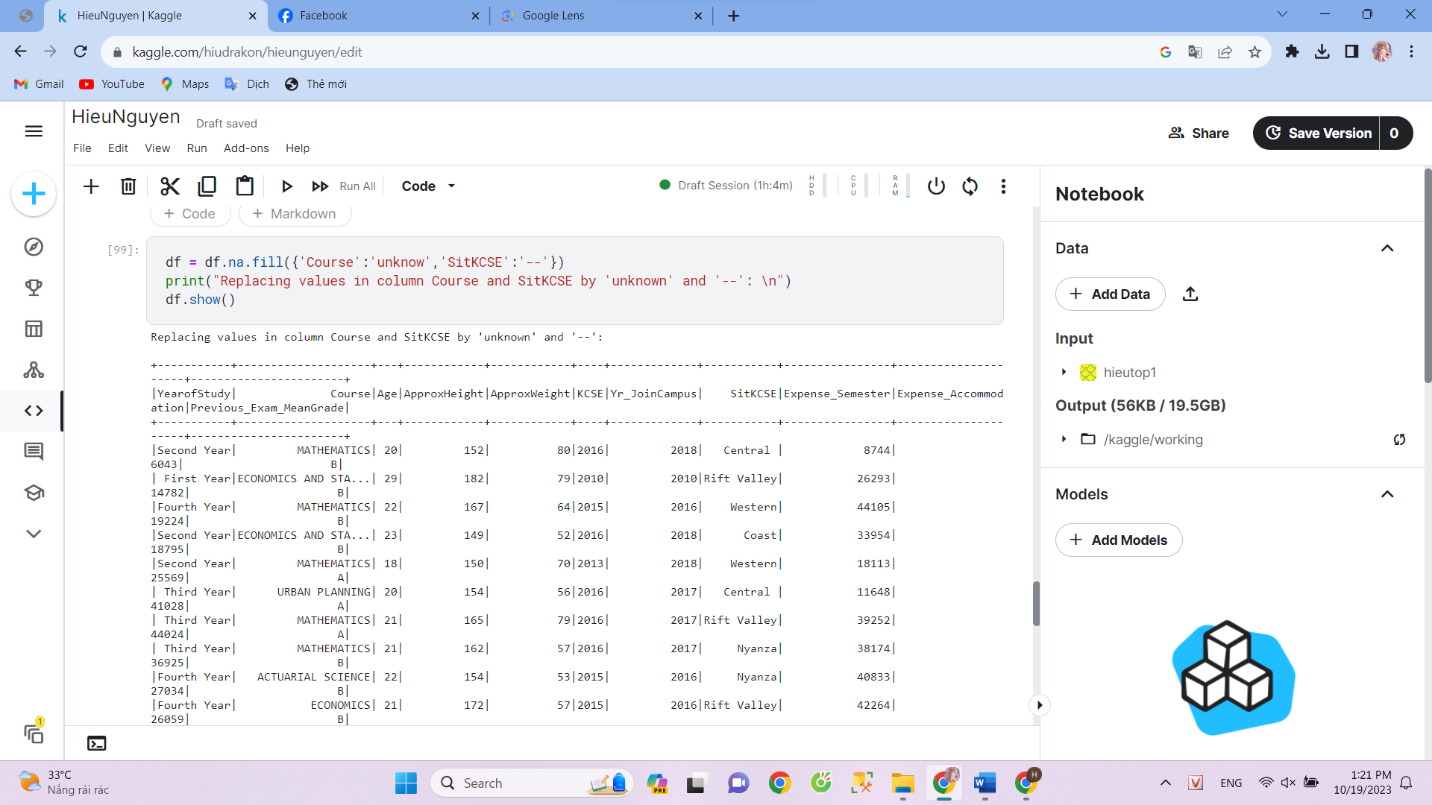 HieuNguyen | Kaggle
Facebook
Google Lens
kaggle.com/hiudrakon/hieunguyen/edit
Gmail
YouTube
Maps
Dịch
Thẻ mới
HieuNguyen
Draft saved
File Edit View Run Add-ons Help
Share
Save Version 0
Run All
Code
Draft Session (1h:4m)
HDD
CPU
RAM
+ Code
+ Markdown
[99]:
df = df.na.fill({'Course':'unknow','SitKCSE':'--'})
print("Replacing values in column Course and SitKCSE by 'unknown' and '--': \n")
df.show()
Replacing values in column Course and SitKCSE by 'unknown' and '--':
+-----------+--------------------+---+------------+------------+----+-------------+------------+-----------------+-----------------
-----+-----------------------+
|YearofStudy|              Course|Age|ApproxHeight|ApproxWeight|KCSE|Yr_JoinCampus|     SitKCSE|Expense_Semester|Expense_Accommod
ation|Previous_Exam_MeanGrade|
+-----------+--------------------+---+------------+------------+----+-------------+------------+-----------------+-----------------
-----+-----------------------+
|Second Year|         MATHEMATICS| 20|         152|          80|2016|         2018|    Central |            8744|
6043|                      B|
| First Year|ECONOMICS AND STA...| 29|         182|          79|2010|         2010|Rift Valley|           26293|
14782|                      B|
|Fourth Year|         MATHEMATICS| 22|         167|          64|2015|         2016|     Western|           44105|
19224|                      B|
|Second Year|ECONOMICS AND STA...| 23|         149|          52|2016|         2018|       Coast|           33954|
18795|                      B|
|Second Year|         MATHEMATICS| 18|         150|          70|2013|         2018|     Western|           18113|
25569|                      A|
| Third Year|      URBAN PLANNING| 20|         154|          56|2016|         2017|    Central |           11648|
41028|                      A|
| Third Year|         MATHEMATICS| 21|         165|          79|2016|         2017|Rift Valley|           39252|
44024|                      A|
| Third Year|         MATHEMATICS| 21|         162|          57|2016|         2017|      Nyanza|           38174|
36925|                      B|
|Fourth Year|   ACTUARIAL SCIENCE| 22|         154|          53|2015|         2016|      Nyanza|           40833|
27034|                      B|
|Fourth Year|           ECONOMICS| 21|         172|          57|2015|         2016|Rift Valley|           42264|
26059|                      B|
Notebook
Data
+ Add Data
Input
hieutop1
Output (56KB / 19.5GB)
/kaggle/working
Models
+ Add Models
1
33°C
Nắng rải rác
Search
PRE
H
ENG
1:21 PM
10/19/2023